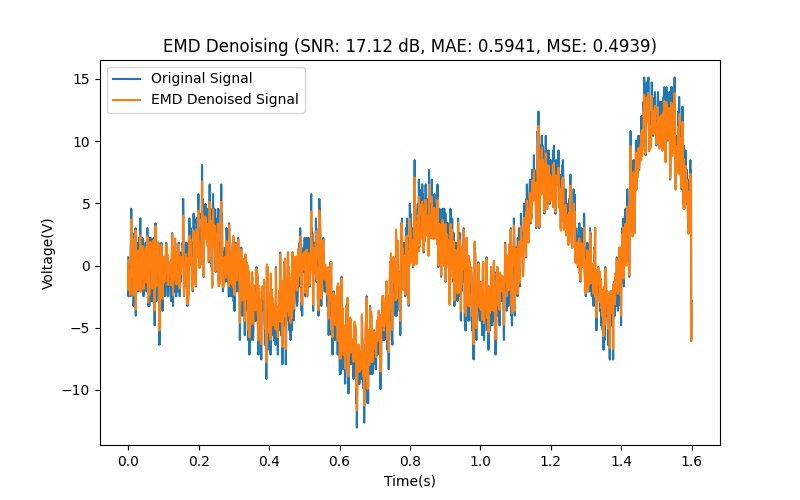 EMD Denoising (SNR: 17.12 dB, MAE: 0.5941, MSE: 0.4939)
Original Signal
EMD Denoised Signal
15
10
5
0
−5
−10
Voltage(V)
0.0 0.2 0.4 0.6 0.8 1.0 1.2 1.4 1.6
Time(s)